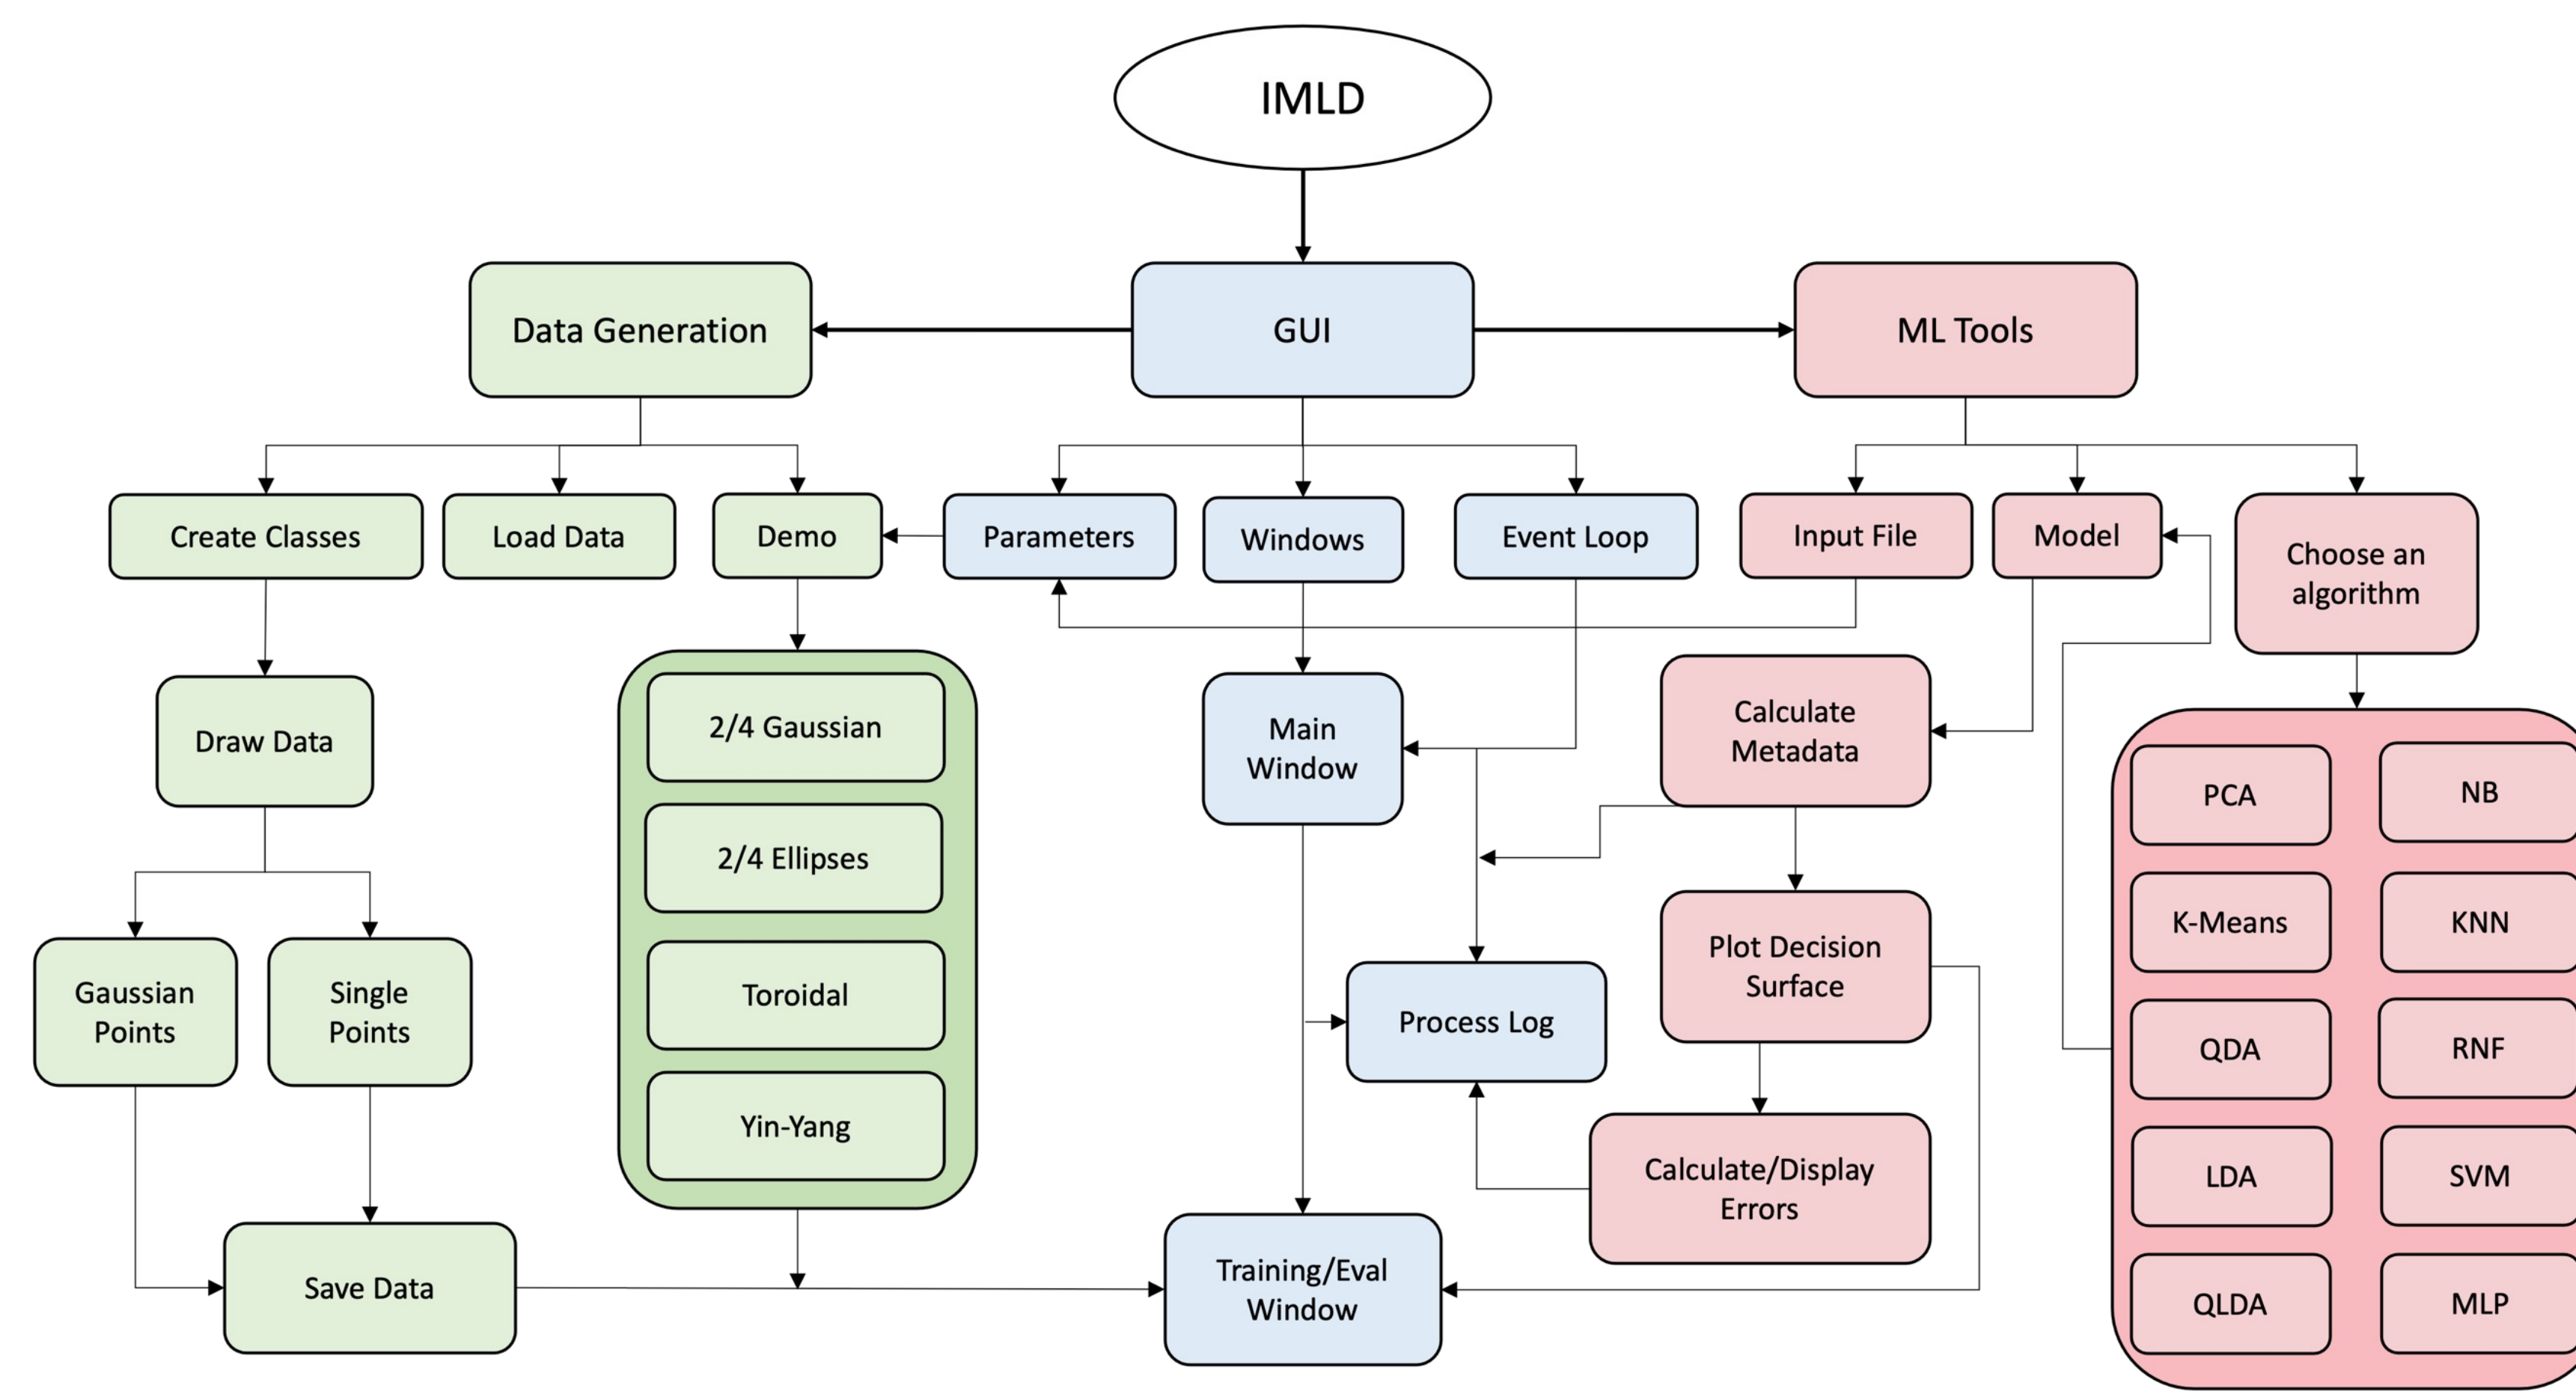 IMLD
Data Generation
GUI
ML Tools
Create Classes
Load Data
Demo
Parameters
Windows
Event Loop
Input File
Model
Choose an
algorithm
Draw Data
2/4 Gaussian
2/4 Ellipses
Toroidal
Yin-Yang
Main
Window
Calculate
Metadata
PCA
NB
K-Means
KNN
QDA
RNF
LDA
SVM
QLDA
MLP
Gaussian
Points
Single
Points
Process Log
Plot Decision
Surface
Calculate/Display
Errors
Save Data
Training/Eval
Window